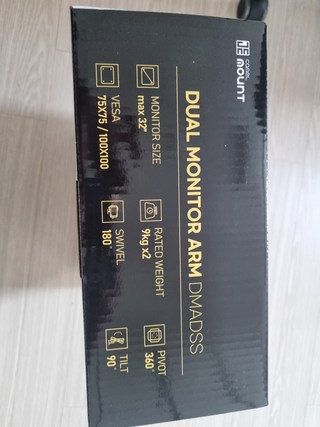 COMSTEC
MOUNT
DUAL MONITOR ARM DMADSS
MONITOR SIZE
max 32"
RATED WEIGHT
9kg x2
PIVOT
360°
VESA
75X75 / 100X100
SWIVEL
180°
TILT
90°